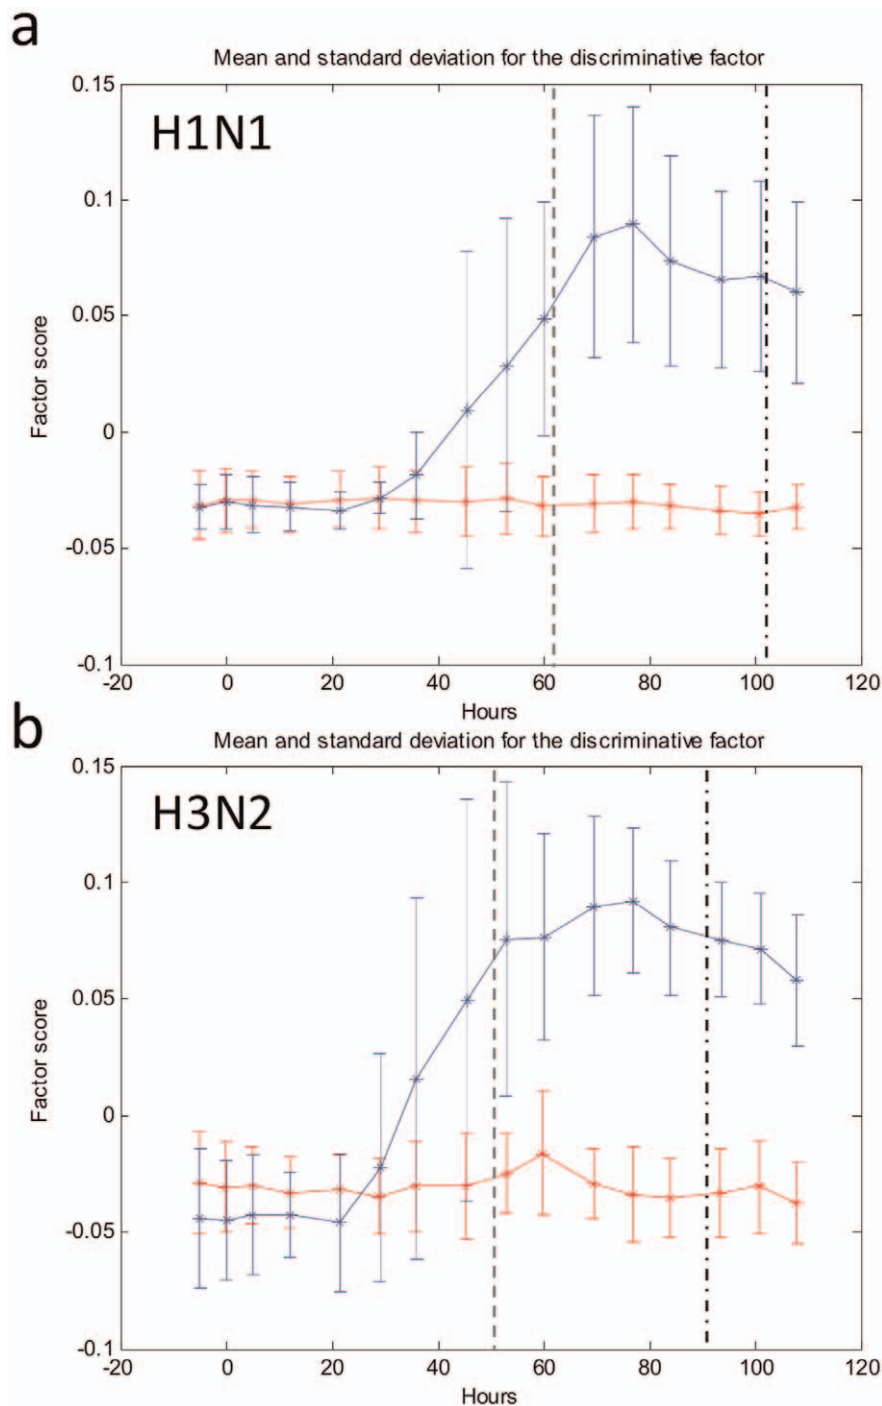 a
Mean and standard deviation for the discriminative factor
H1N1
Factor score
0.15
0.1
0.05
0
-0.05
-0.1
-20 0 20 40 60 80 100 120
Hours
b
Mean and standard deviation for the discriminative factor
H3N2
Factor score
0.15
0.1
0.05
0
-0.05
-0.1
-20 0 20 40 60 80 100 120
Hours